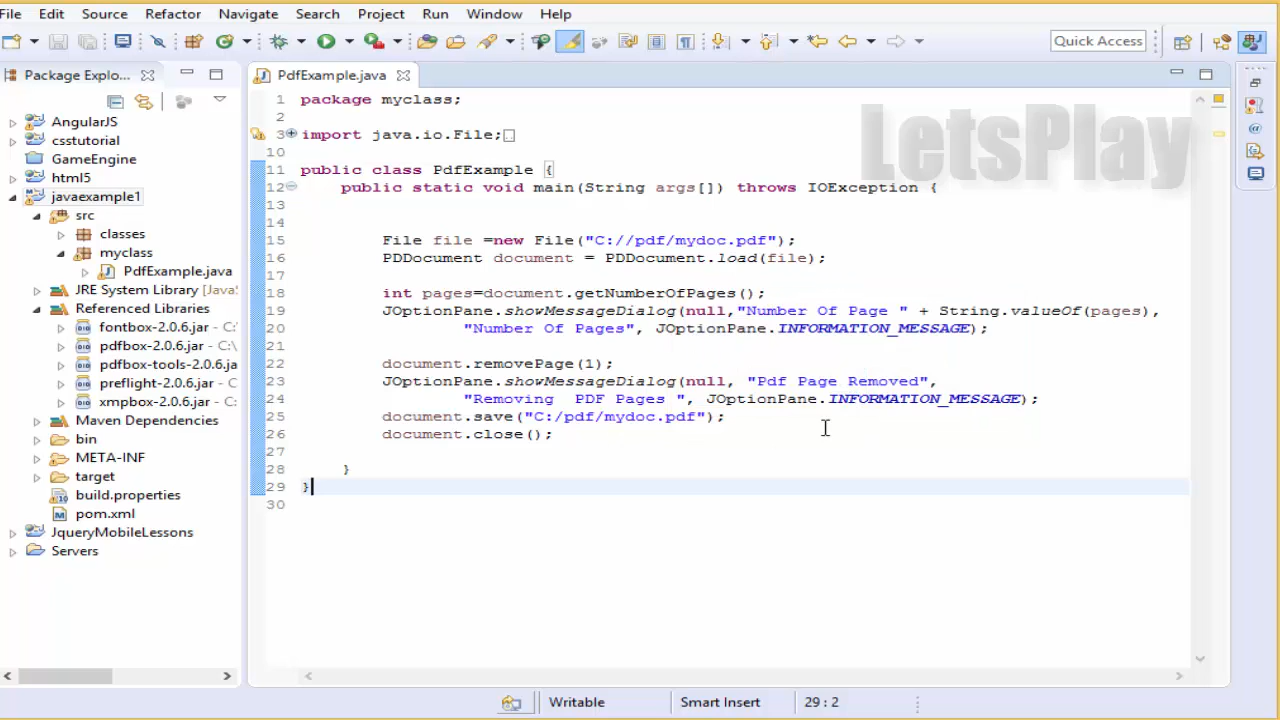 File Edit Source Refactor Navigate Search Project Run Window Help
Quick Access
Package Explo...
PdfExample.java
AngularJS
csstutorial
GameEngine
html5
javaexample1
src
classes
myclass
PdfExample.java
JRE System Library [JavaS
Referenced Libraries
fontbox-2.0.6.jar - C:
pdfbox-2.0.6.jar - C:\
pdfbox-tools-2.0.6.ja
preflight-2.0.6.jar - C
xmpbox-2.0.6.jar - C:
Maven Dependencies
bin
META-INF
target
build.properties
pom.xml
JqueryMobileLessons
Servers
LetsPlay
1 package myclass;
2
3 import java.io.File;
10
11 public class PdfExample {
12 public static void main(String args[]) throws IOException {
13
14
15 File file =new File("C://pdf/mydoc.pdf");
16 PDDocument document = PDDocument.load(file);
17
18 int pages=document.getNumberOfPages();
19 JOptionPane.showMessageDialog(null,"Number Of Page " + String.valueOf(pages),
20 "Number Of Pages", JOptionPane.INFORMATION_MESSAGE);
21
22 document.removePage(1);
23 JOptionPane.showMessageDialog(null, "Pdf Page Removed",
24 "Removing  PDF Pages ", JOptionPane.INFORMATION_MESSAGE);
25 document.save("C:/pdf/mydoc.pdf");
26 document.close();
27
28 }
29 }
30
Writable Smart Insert 29 : 2